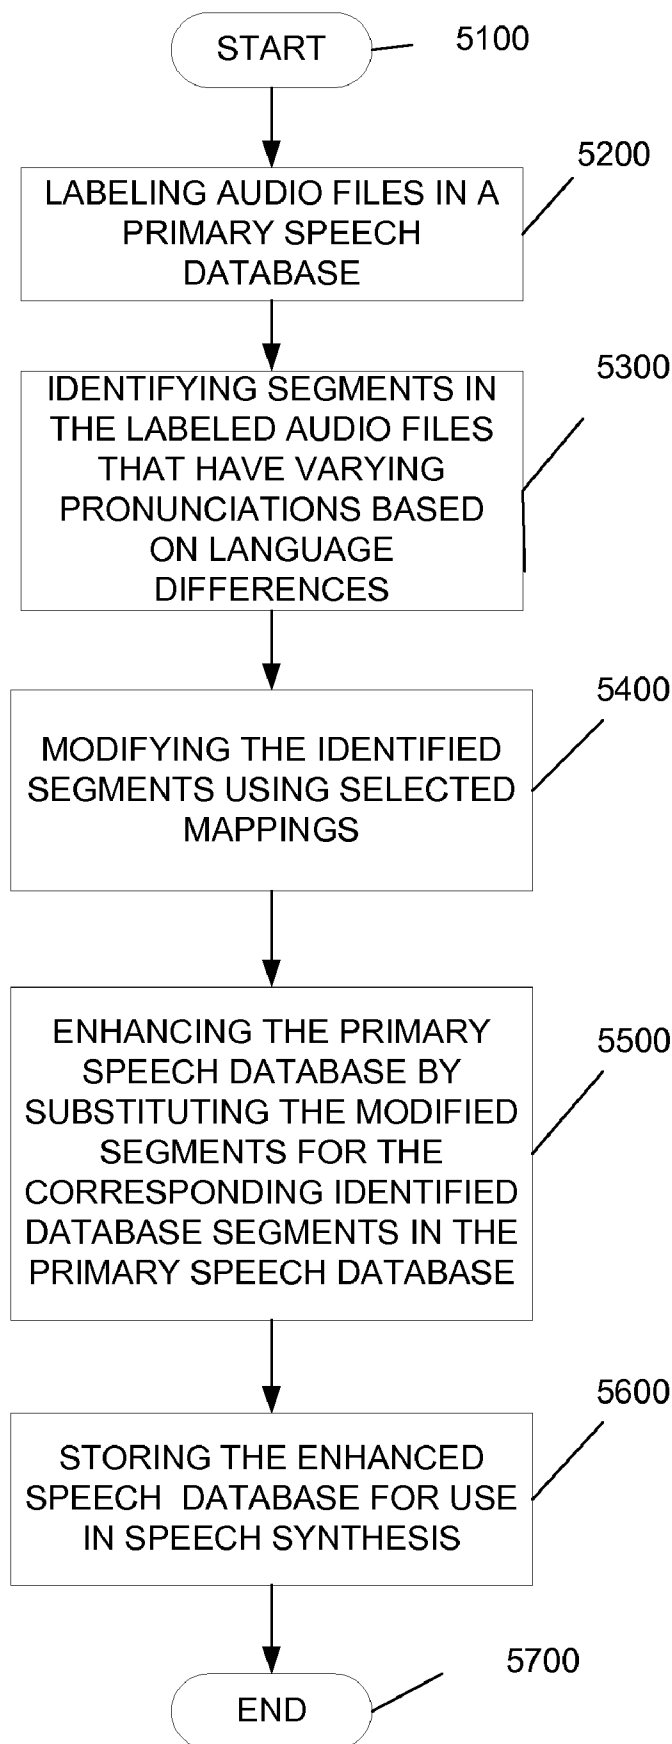 START
5100
5200
LABELING AUDIO FILES IN A
PRIMARY SPEECH
DATABASE
5300
IDENTIFYING SEGMENTS IN
THE LABELED AUDIO FILES
THAT HAVE VARYING
PRONUNCIATIONS BASED
ON LANGUAGE
DIFFERENCES
5400
MODIFYING THE IDENTIFIED
SEGMENTS USING SELECTED
MAPPINGS
5500
ENHANCING THE PRIMARY
SPEECH DATABASE BY
SUBSTITUTING THE MODIFIED
SEGMENTS FOR THE
CORRESPONDING IDENTIFIED
DATABASE SEGMENTS IN THE
PRIMARY SPEECH DATABASE
5600
STORING THE ENHANCED
SPEECH DATABASE FOR USE
IN SPEECH SYNTHESIS
5700
END